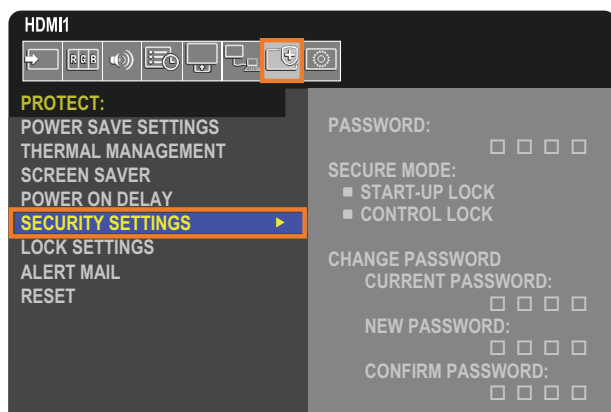 HDMI1
RGB
PROTECT:
POWER SAVE SETTINGS
THERMAL MANAGEMENT
SCREEN SAVER
POWER ON DELAY
SECURITY SETTINGS
LOCK SETTINGS
ALERT MAIL
RESET
PASSWORD:
SECURE MODE:
START-UP LOCK
CONTROL LOCK
CHANGE PASSWORD
CURRENT PASSWORD:
NEW PASSWORD:
CONFIRM PASSWORD: